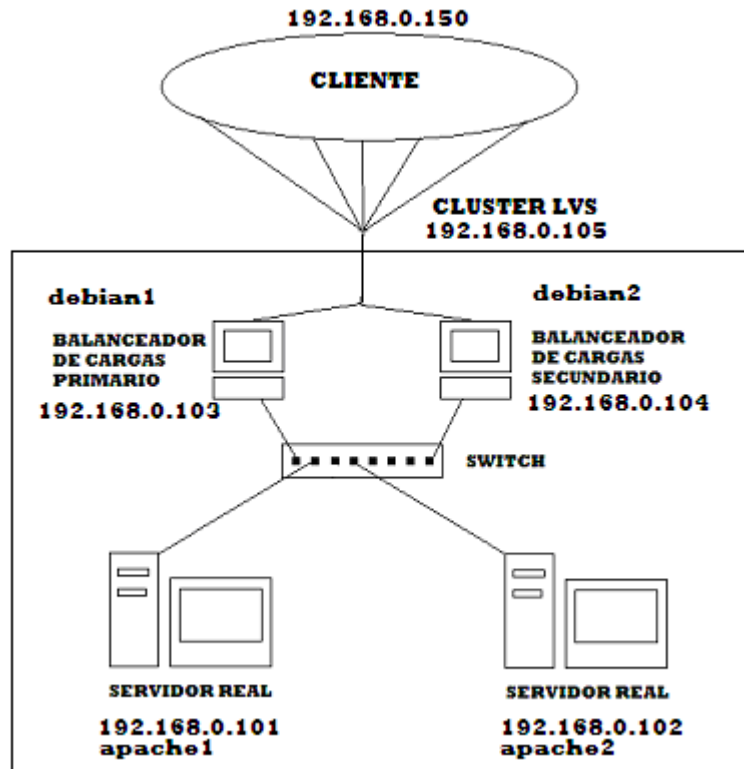 192.168.0.150
CLIENTE
CLUSTER LVS
192.168.0.105
debian1
debian2
BALANCEADOR
DE CARGAS
PRIMARIO
192.168.0.103
BALANCEADOR
DE CARGAS
SECUNDARIO
192.168.0.104
SWITCH
SERVIDOR REAL
192.168.0.101
apache1
SERVIDOR REAL
192.168.0.102
apache2